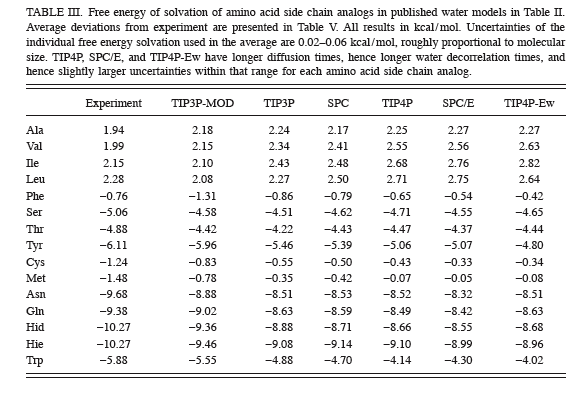 TABLE III. Free energy of solvation of amino acid side chain analogs in published water models in Table II.
Average deviations from experiment are presented in Table V. All results in kcal/mol. Uncertainties of the
individual free energy solvation used in the average are 0.02–0.06 kcal/mol, roughly proportional to molecular
size. TIP4P, SPC/E, and TIP4P-Ew have longer diffusion times, hence longer water decorrelation times, and
hence slightly larger uncertainties within that range for each amino acid side chain analog.
Experiment TIP3P-MOD TIP3P SPC TIP4P SPC/E TIP4P-Ew
Ala 1.94 2.18 2.24 2.17 2.25 2.27 2.27
Val 1.99 2.15 2.34 2.41 2.55 2.56 2.63
Ile 2.15 2.10 2.43 2.48 2.68 2.76 2.82
Leu 2.28 2.08 2.27 2.50 2.71 2.75 2.64
Phe −0.76 −1.31 −0.86 −0.79 −0.65 −0.54 −0.42
Ser −5.06 −4.58 −4.51 −4.62 −4.71 −4.55 −4.65
Thr −4.88 −4.42 −4.22 −4.43 −4.47 −4.37 −4.44
Tyr −6.11 −5.96 −5.46 −5.39 −5.06 −5.07 −4.80
Cys −1.24 −0.83 −0.55 −0.50 −0.43 −0.33 −0.34
Met −1.48 −0.78 −0.35 −0.42 −0.07 −0.05 −0.08
Asn −9.68 −8.88 −8.51 −8.53 −8.52 −8.32 −8.51
Gln −9.38 −9.02 −8.63 −8.59 −8.49 −8.42 −8.63
Hid −10.27 −9.36 −8.88 −8.71 −8.66 −8.55 −8.68
Hie −10.27 −9.46 −9.08 −9.14 −9.10 −8.99 −8.96
Trp −5.88 −5.55 −4.88 −4.70 −4.14 −4.30 −4.02